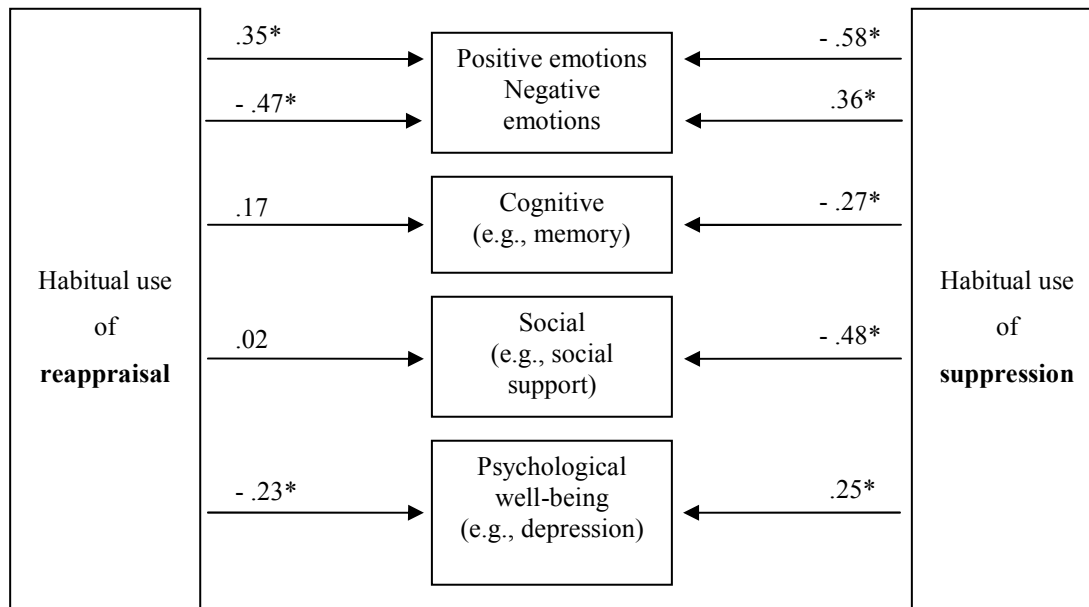 .35*
- .58*
Positive emotions
Negative
emotions
- .47*
.36*
Cognitive
(e.g., memory)
.17
- .27*
Habitual use
of
reappraisal
Social
(e.g., social
support)
.02
- .48*
Habitual use
of
suppression
Psychological
well-being
(e.g., depression)
- .23*
.25*